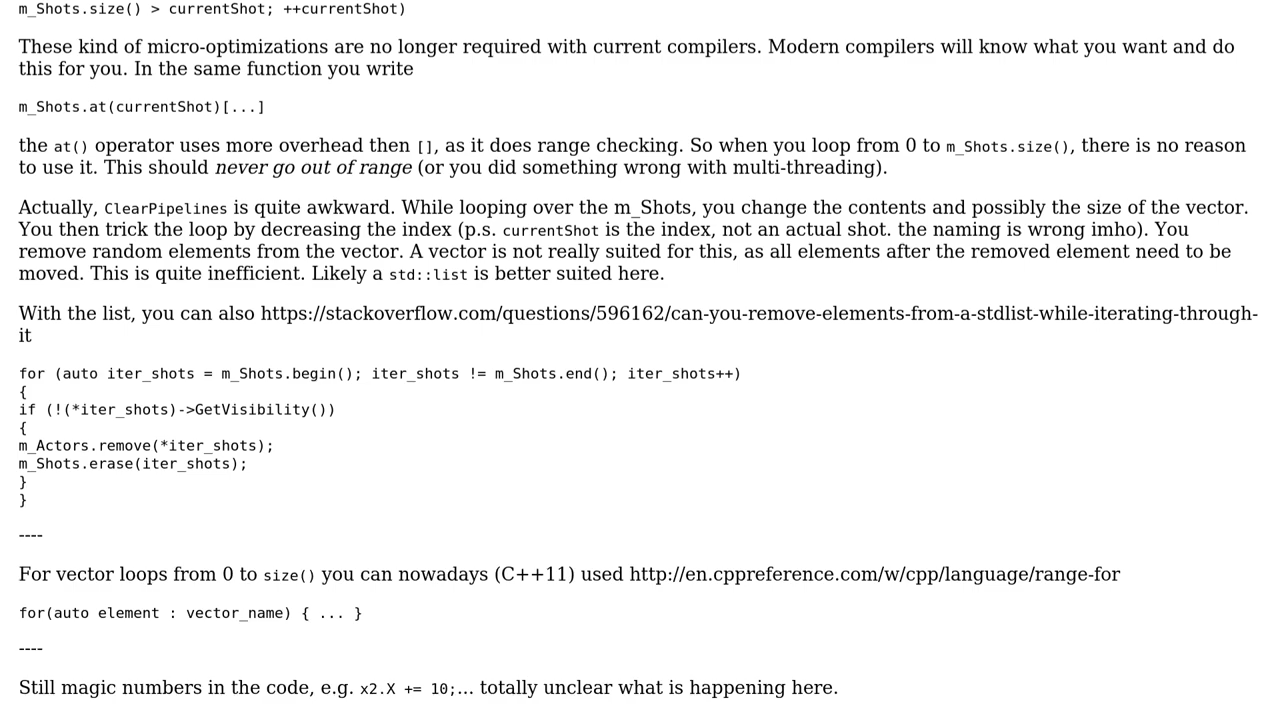 m_Shots.size() > currentShot; ++currentShot)
These kind of micro-optimizations are no longer required with current compilers. Modern compilers will know what you want and do
this for you. In the same function you write
m_Shots.at(currentShot)[...]
the at() operator uses more overhead then [], as it does range checking. So when you loop from 0 to m_Shots.size(), there is no reason
to use it. This should never go out of range (or you did something wrong with multi-threading).
Actually, ClearPipelines is quite awkward. While looping over the m_Shots, you change the contents and possibly the size of the vector.
You then trick the loop by decreasing the index (p.s. currentShot is the index, not an actual shot. the naming is wrong imho). You
remove random elements from the vector. A vector is not really suited for this, as all elements after the removed element need to be
moved. This is quite inefficient. Likely a std::list is better suited here.
With the list, you can also https://stackoverflow.com/questions/596162/can-you-remove-elements-from-a-stdlist-while-iterating-through-
it
for (auto iter_shots = m_Shots.begin(); iter_shots != m_Shots.end(); iter_shots++)
{
if (!(*iter_shots)->GetVisibility())
{
m_Actors.remove(*iter_shots);
m_Shots.erase(iter_shots);
}
}
----
For vector loops from 0 to size() you can nowadays (C++11) used http://en.cppreference.com/w/cpp/language/range-for
for(auto element : vector_name) { ... }
----
Still magic numbers in the code, e.g. x2.X += 10;... totally unclear what is happening here.